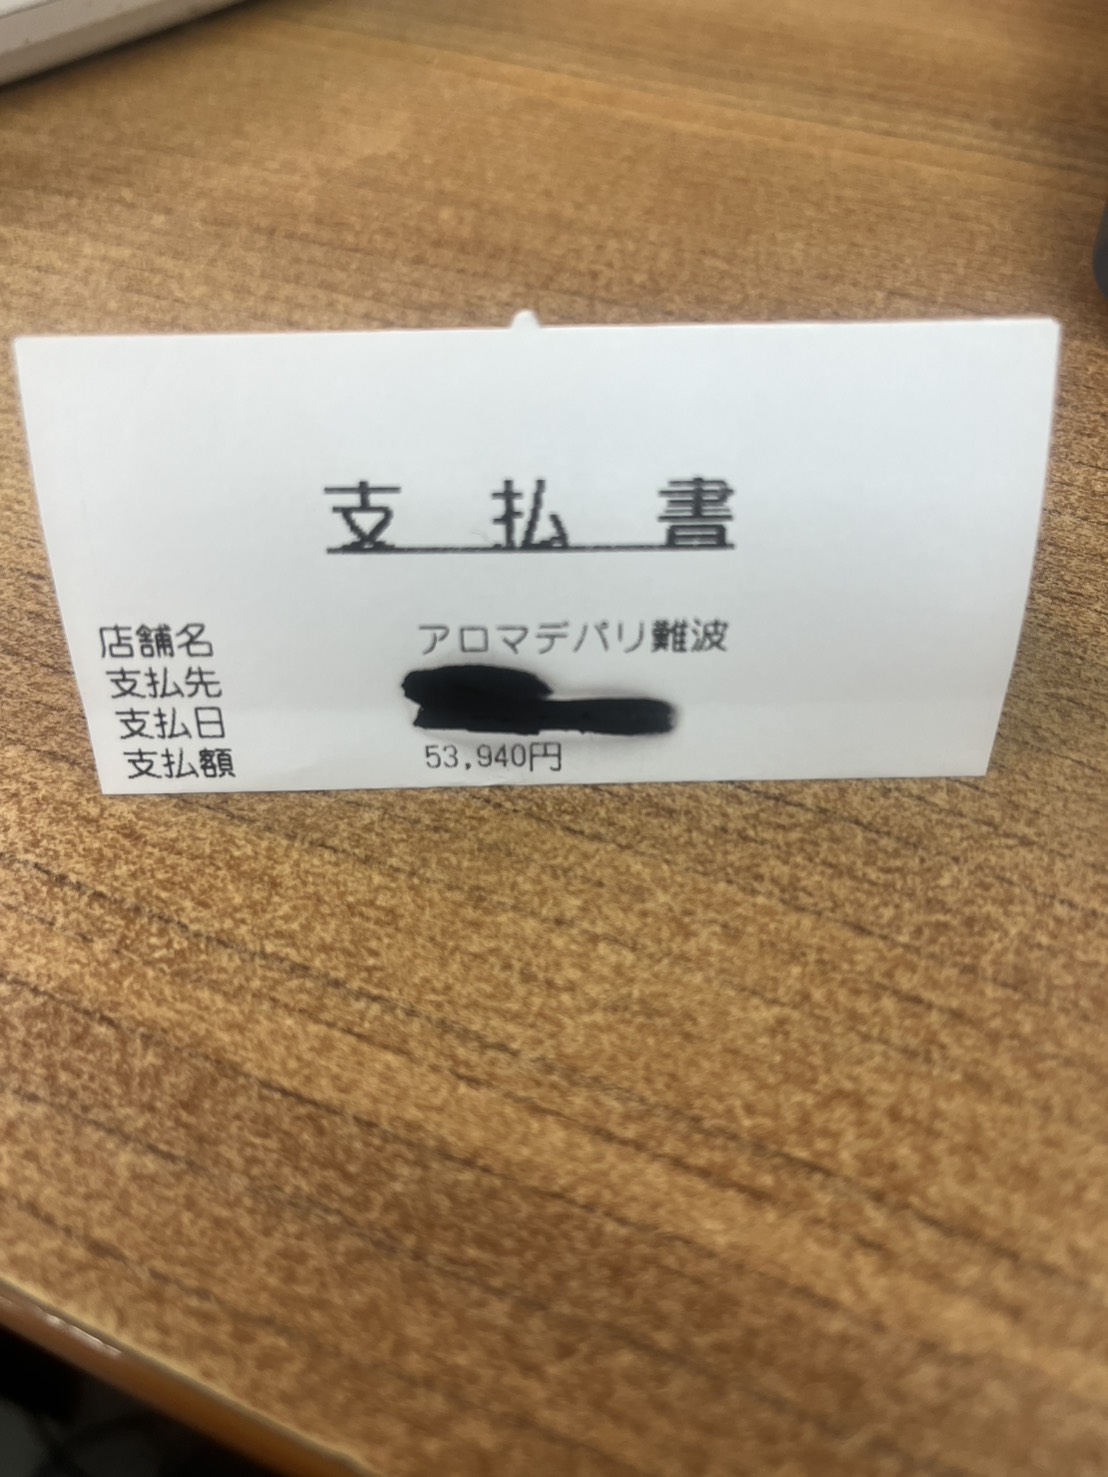 支払書
店舗名 アロマデパリ難波
支払先
支払日
支払額 53,940円